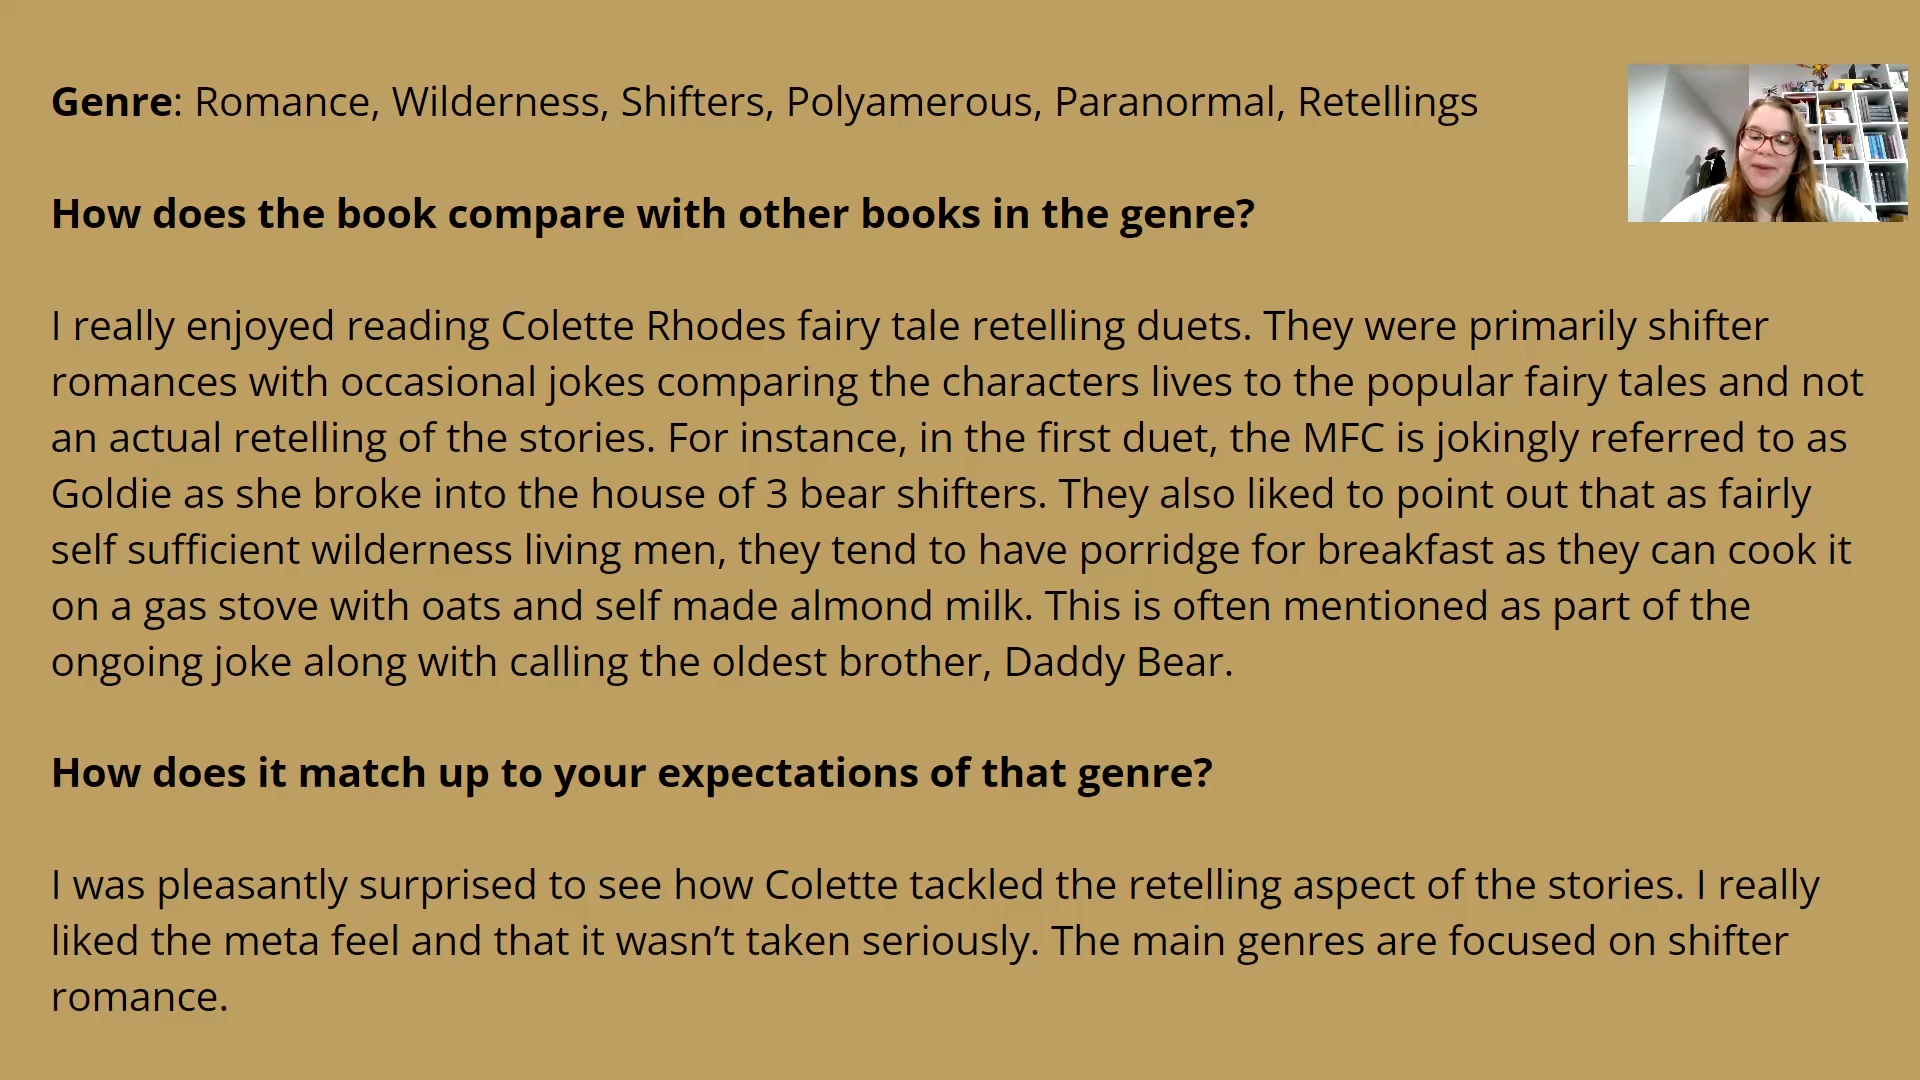 Genre: Romance, Wilderness, Shifters, Polyamerous, Paranormal, Retellings
How does the book compare with other books in the genre?
I really enjoyed reading Colette Rhodes fairy tale retelling duets. They were primarily shifter
romances with occasional jokes comparing the characters lives to the popular fairy tales and not
an actual retelling of the stories. For instance, in the first duet, the MFC is jokingly referred to as
Goldie as she broke into the house of 3 bear shifters. They also liked to point out that as fairly
self sufficient wilderness living men, they tend to have porridge for breakfast as they can cook it
on a gas stove with oats and self made almond milk. This is often mentioned as part of the
ongoing joke along with calling the oldest brother, Daddy Bear.
How does it match up to your expectations of that genre?
I was pleasantly surprised to see how Colette tackled the retelling aspect of the stories. I really
liked the meta feel and that it wasn’t taken seriously. The main genres are focused on shifter
romance.